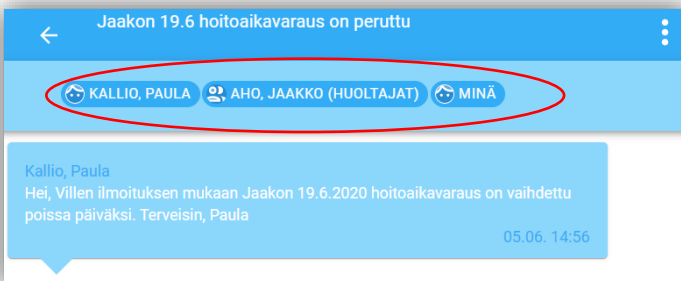 Jaakon 19.6 hoitoaikavaraus on peruttu
KALLIO, PAULA AHO, JAAKKO (HUOLTAJAT) MINÄ
Kallio, Paula
Hei, Villen ilmoituksen mukaan Jaakon 19.6.2020 hoitoaikavaraus on vaihdettu
poissa päiväksi. Terveisin, Paula
05.06. 14:56